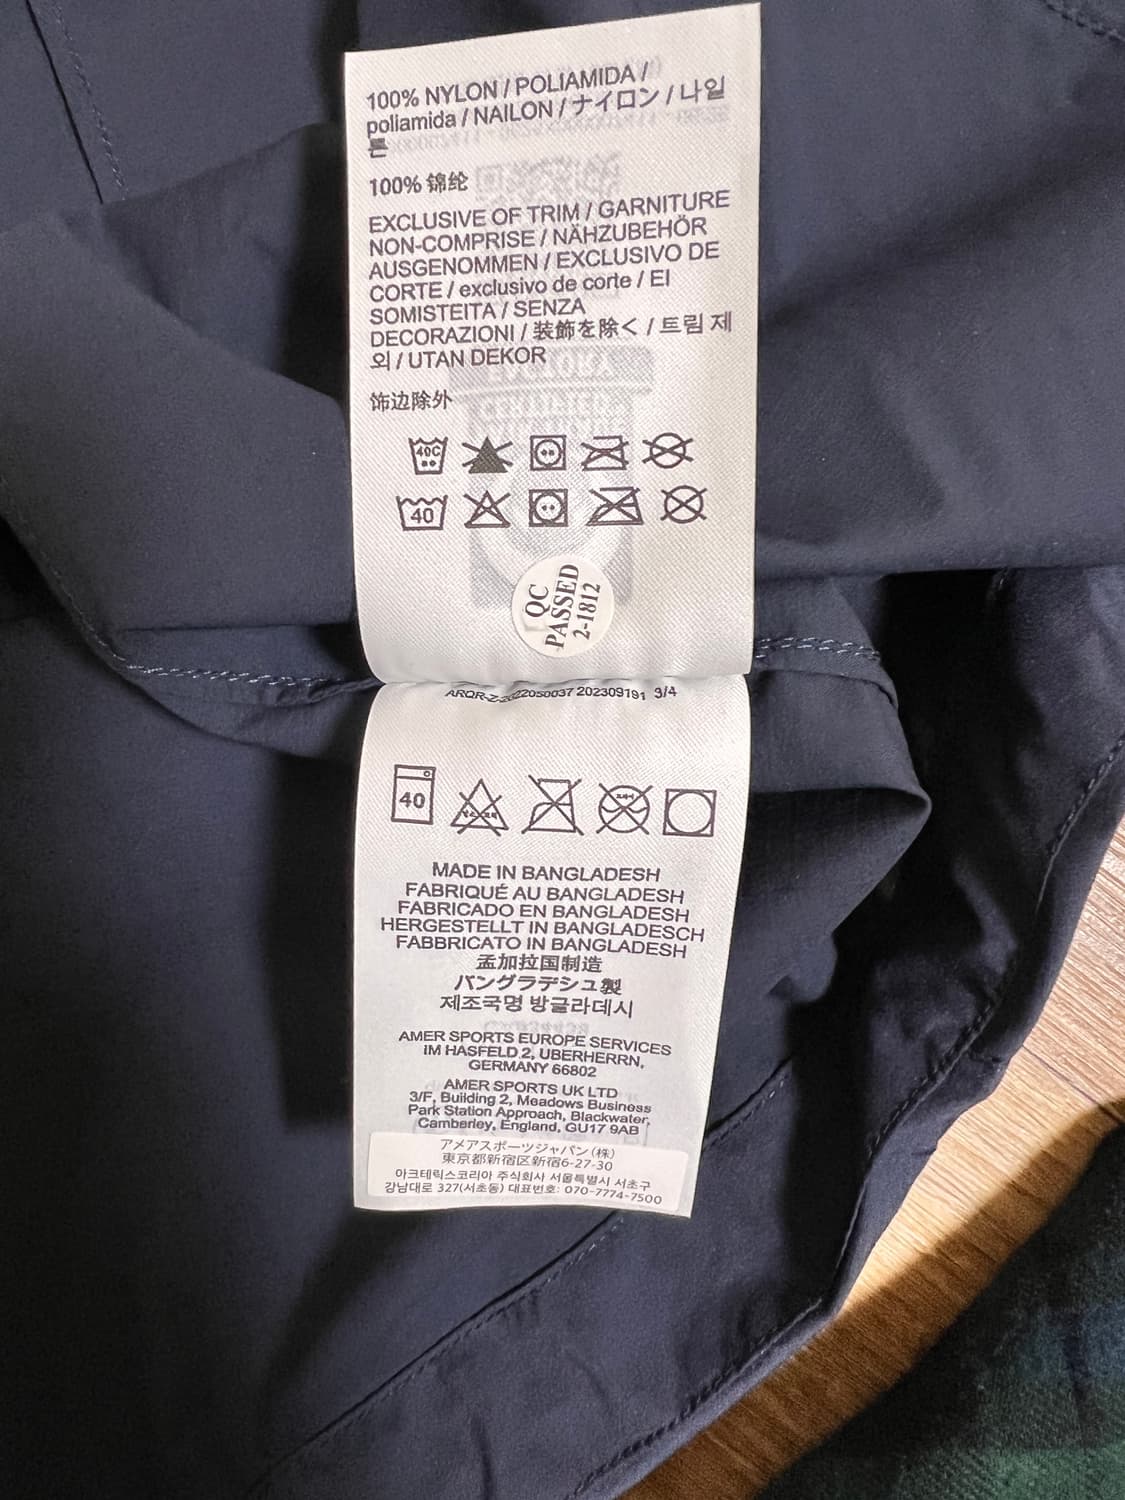 100% NYLON / POLIAMIDA /
poliamida / NAILON / ナイロン / 나일
론
100% 锦纶
EXCLUSIVE OF TRIM / GARNITURE
NON-COMPRISE / NÄHZUBEHÖR
AUSGENOMMEN / EXCLUSIVO DE
CORTE / exclusivo de corte / EI
SOMISTEITA / SENZA
DECORAZIONI / 装飾を除く / 트림 제
외 / UTAN DEKOR
饰边除外
40C
40
QC
PASSED
2-1812
ARQR-Z-2022050037 202309191 3/4
40
MADE IN BANGLADESH
FABRIQUÉ AU BANGLADESH
FABRICADO EN BANGLADESH
HERGESTELLT IN BANGLADESCH
FABBRICATO IN BANGLADESH
孟加拉国制造
バングラデシュ製
제조국명 방글라데시
AMER SPORTS EUROPE SERVICES
IM HASFELD 2, UBERHERRN,
GERMANY 66802
AMER SPORTS UK LTD
3/F, Building 2, Meadows Business
Park Station Approach, Blackwater,
Camberley, England, GU17 9AB
アメアスポーツジャパン(株)
東京都新宿区新宿6-27-30
아크테릭스코리아 주식회사 서울특별시 서초구
강남대로 327(서초동) 대표번호: 070-7774-7500